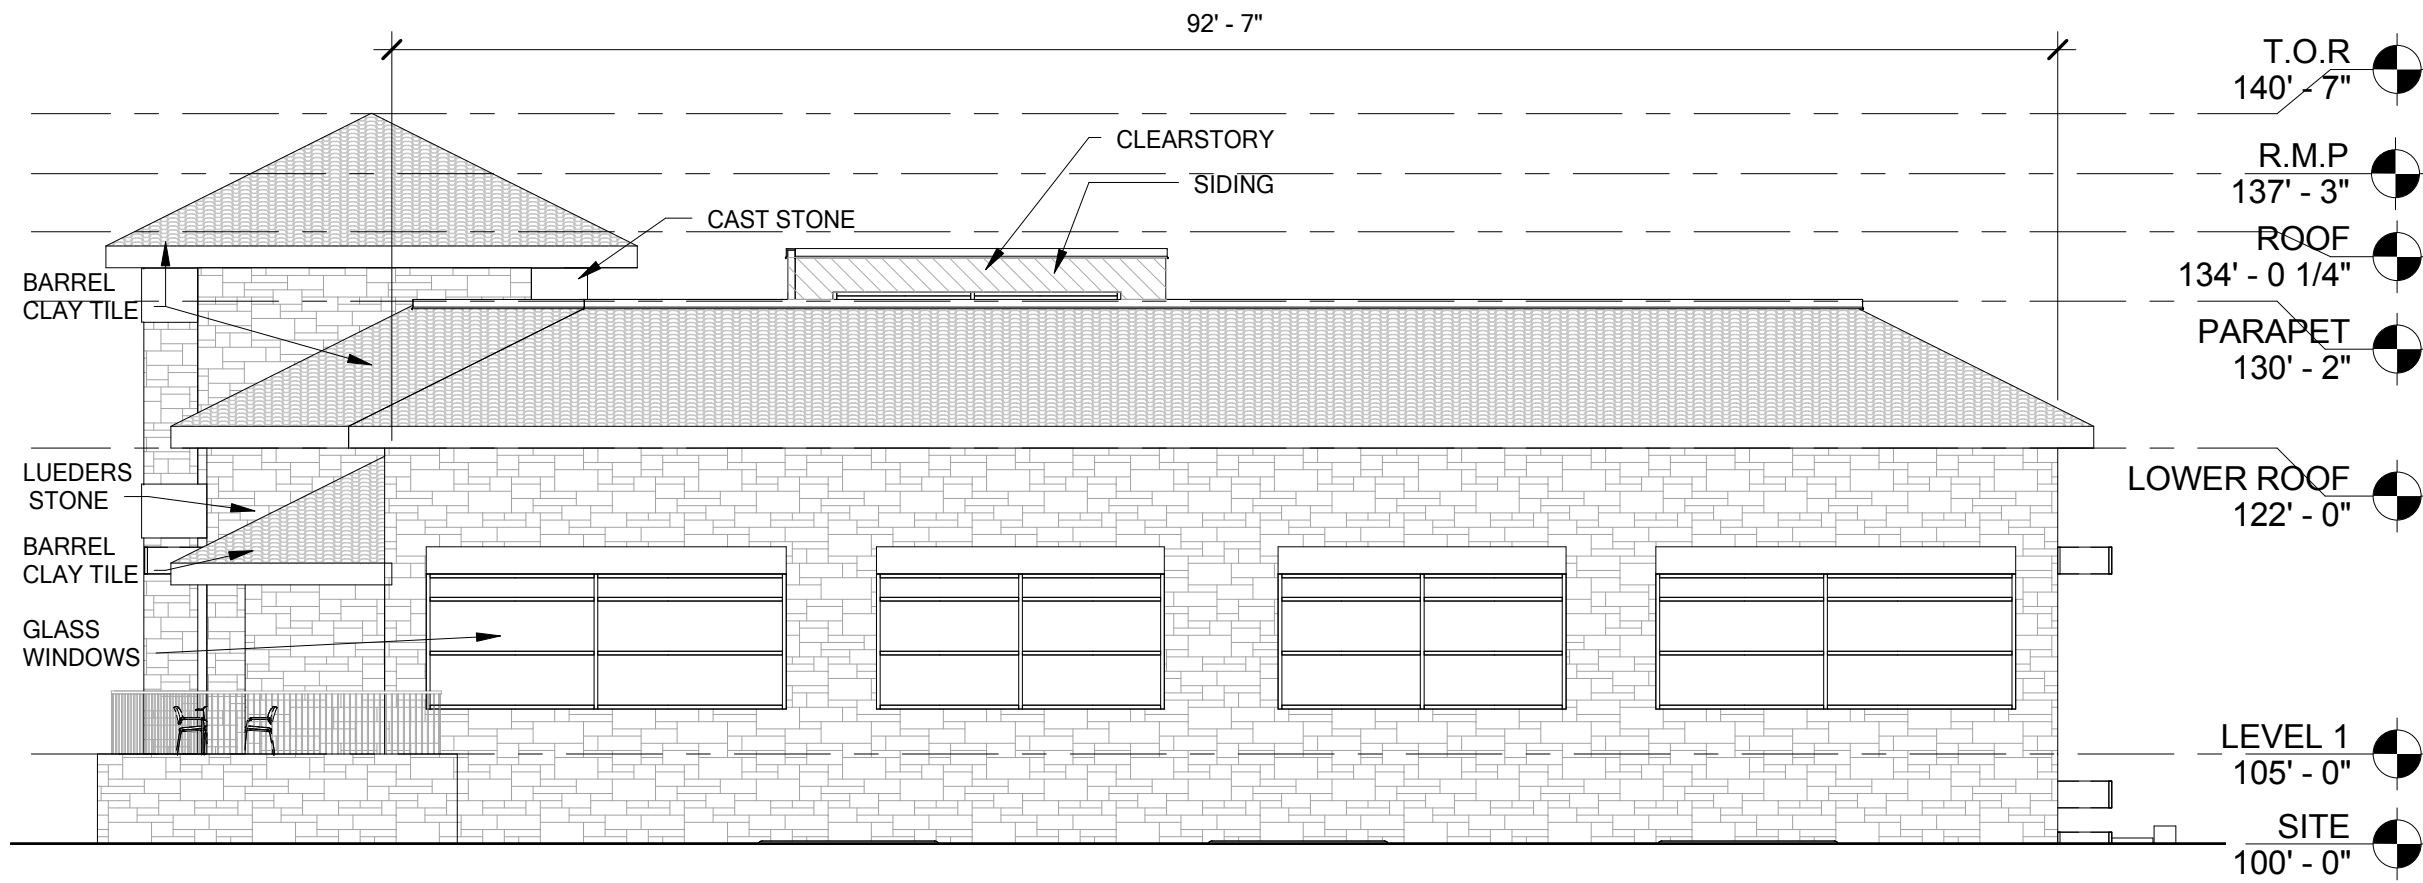 92' - 7"
T.O.R
140' - 7"
CLEARSTORY
R.M.P
137' - 3"
SIDING
CAST STONE
ROOF
134' - 0 1/4"
BARREL
CLAY TILE
PARAPET
130' - 2"
LUEDERS
STONE
LOWER ROOF
122' - 0"
BARREL
CLAY TILE
GLASS
WINDOWS
LEVEL 1
105' - 0"
SITE
100' - 0"